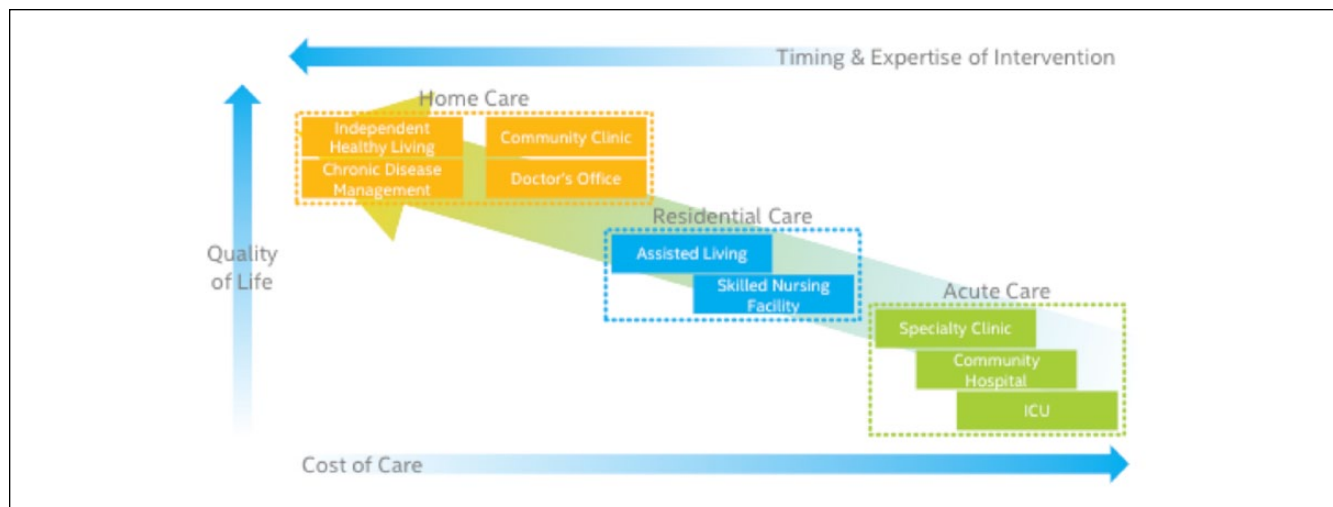 Timing & Expertise of Intervention
Home Care
Independent
Healthy Living
Community Clinic
Chronic Disease
Management
Doctor's Office
Quality
of Life
Residential Care
Assisted Living
Skilled Nursing
Facility
Acute Care
Specialty Clinic
Community
Hospital
ICU
Cost of Care